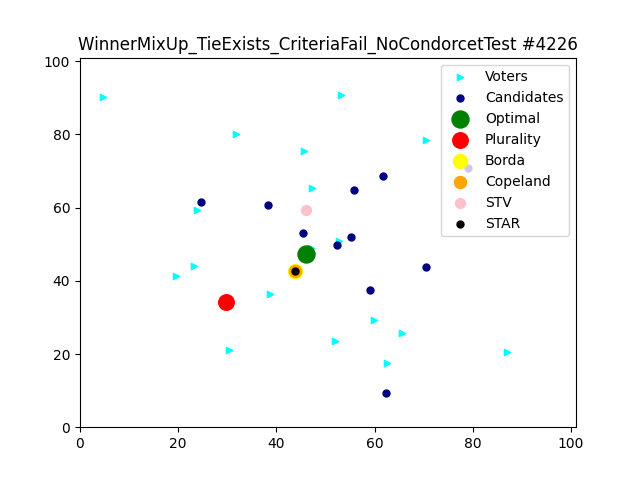 WinnerMixUp_TieExists_CriteriaFail_NoCondorcetTest #4226
100
80
60
40
20
0
0 20 40 60 80 100
Voters
Candidates
Optimal
Plurality
Borda
Copeland
STV
STAR